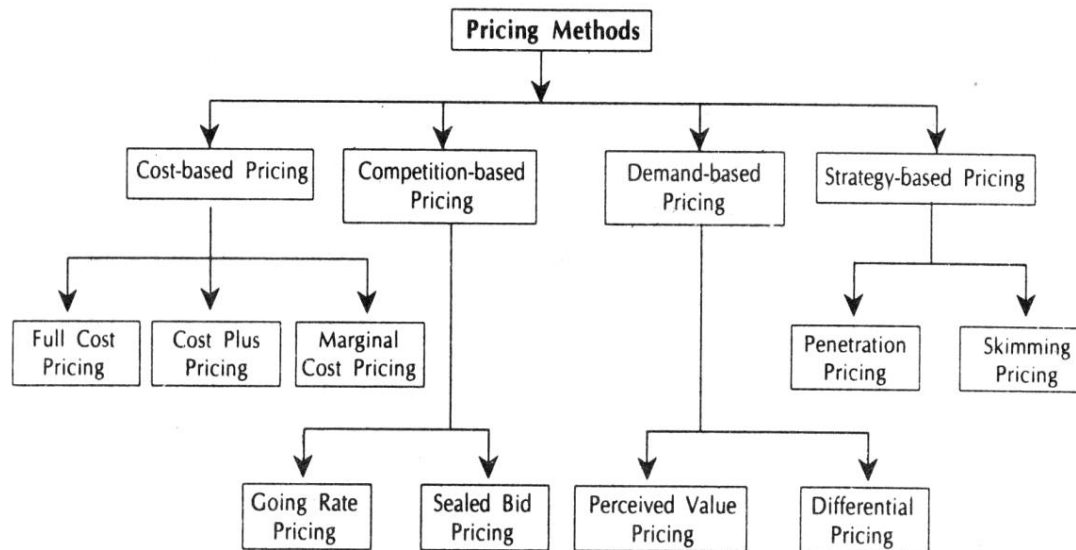 Pricing Methods
Cost-based Pricing
Competition-based
Pricing
Demand-based
Pricing
Strategy-based Pricing
Full Cost
Pricing
Cost Plus
Pricing
Marginal
Cost Pricing
Penetration
Pricing
Skimming
Pricing
Going Rate
Pricing
Sealed Bid
Pricing
Perceived Value
Pricing
Differential
Pricing